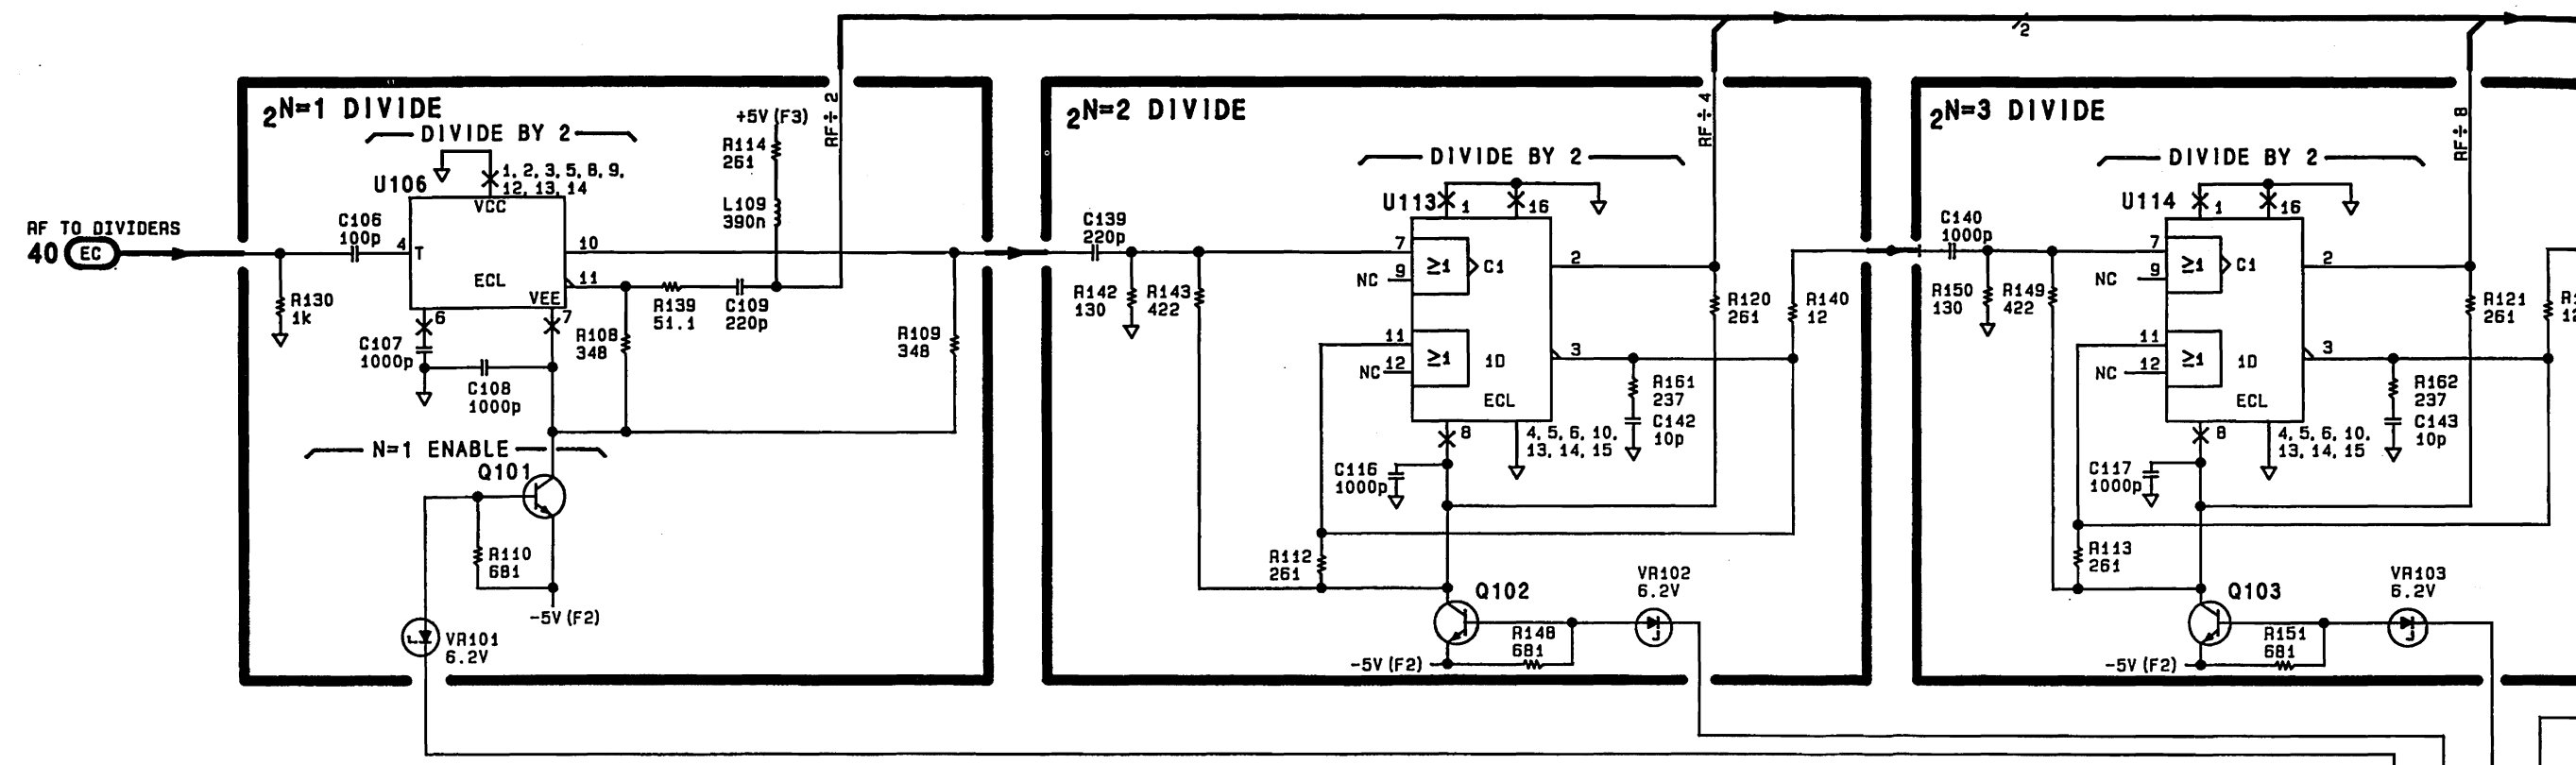 2
RF TO DIVIDERS
40 EC
2N=1 DIVIDE
DIVIDE BY 2
+5V (F3)
RF÷2
R114
261
1, 2, 3, 5, 8, 9,
12, 13, 14
U106
VCC
L109
390n
C106
100p
4
T
10
ECL
11
VEE
R130
1k
6
7
R139
51.1
C109
220p
C107
1000p
R108
348
R109
348
C108
1000p
N=1 ENABLE
Q101
R110
681
-5V (F2)
VR101
6.2V
2N=2 DIVIDE
RF÷4
DIVIDE BY 2
U113
1
16
C139
220p
7
≥1
C1
2
NC
9
R142
130
R143
422
R120
261
R140
12
11
≥1
1D
3
NC
12
ECL
R161
237
C142
10p
8
4, 5, 6, 10,
13, 14, 15
C116
1000p
R112
261
VR102
6.2V
Q102
R148
681
-5V (F2)
2N=3 DIVIDE
RF÷8
DIVIDE BY 2
U114
1
16
C140
1000p
7
≥1
C1
2
NC
9
R150
130
R149
422
R121
261
11
≥1
1D
3
NC
12
ECL
R162
237
C143
10p
8
4, 5, 6, 10,
13, 14, 15
C117
1000p
R113
261
VR103
6.2V
Q103
R151
681
-5V (F2)